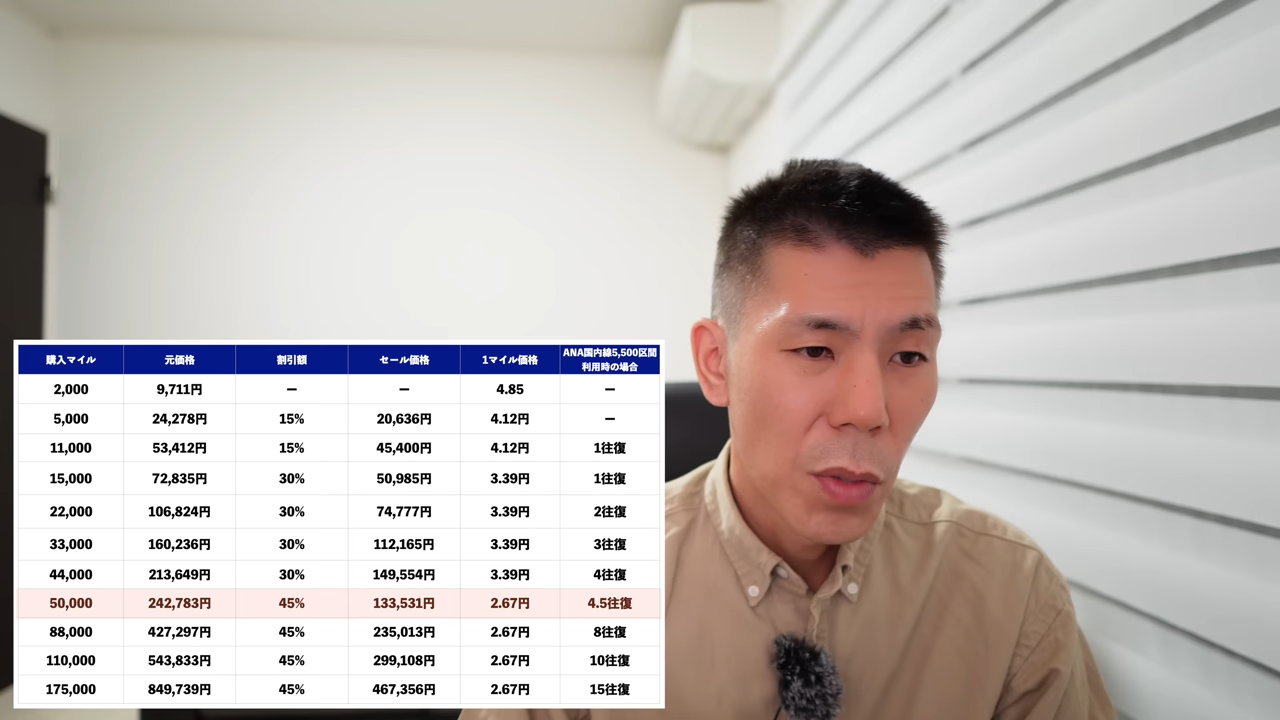 購入マイル 元価格 割引額 セール価格 1マイル価格 ANA国内線5,500区間
利用時の場合
2,000 9,711円 ー ー 4.85 ー
5,000 24,278円 15% 20,636円 4.12円 ー
11,000 53,412円 15% 45,400円 4.12円 1往復
15,000 72,835円 30% 50,985円 3.39円 1往復
22,000 106,824円 30% 74,777円 3.39円 2往復
33,000 160,236円 30% 112,165円 3.39円 3往復
44,000 213,649円 30% 149,554円 3.39円 4往復
50,000 242,783円 45% 133,531円 2.67円 4.5往復
88,000 427,297円 45% 235,013円 2.67円 8往復
110,000 543,833円 45% 299,108円 2.67円 10往復
175,000 849,739円 45% 467,356円 2.67円 15往復